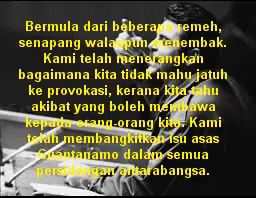 Bermula dari beberapa remeh,
senapang walaupun menembak.
Kami telah menerangkan
bagaimana kita tidak mahu jatuh
ke provokasi, kerana kita tahu
akibat yang boleh membawa
kepada orang-orang kita. Kami
telah membangkitkan isu asas
Guantanamo dalam semua
persidangan antarabangsa.